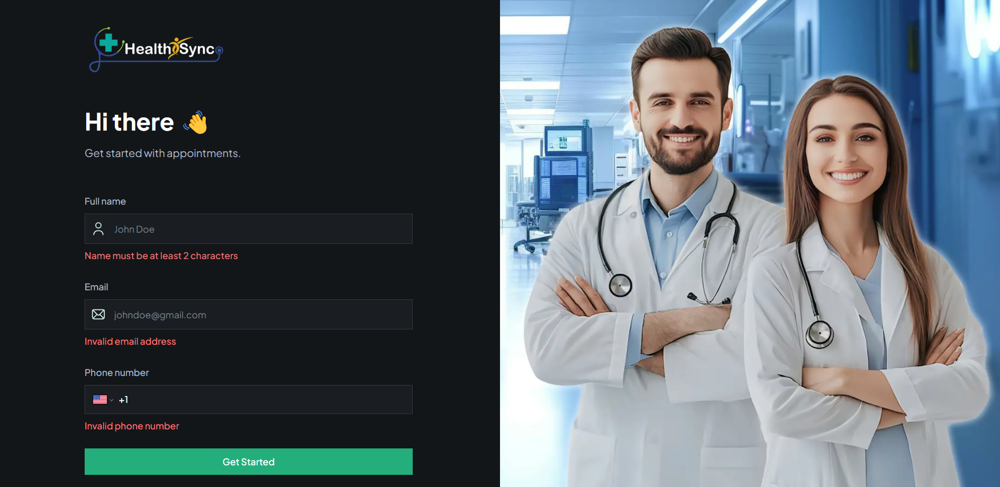 HealthSync
Hi there 👋
Get started with appointments.
Full name
John Doe
Name must be at least 2 characters
Email
johndoe@gmail.com
Invalid email address
Phone number
+1
Invalid phone number
Get Started